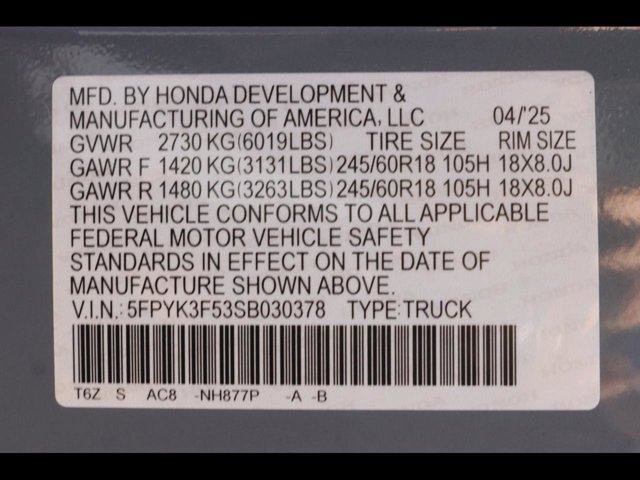 MFD. BY HONDA DEVELOPMENT &
MANUFACTURING OF AMERICA, LLC 04/'25
GVWR 2730 KG(6019LBS) TIRE SIZE RIM SIZE
GAWR F 1420 KG(3131LBS) 245/60R18 105H 18X8.0J
GAWR R 1480 KG(3263LBS) 245/60R18 105H 18X8.0J
THIS VEHICLE CONFORMS TO ALL APPLICABLE
FEDERAL MOTOR VEHICLE SAFETY
STANDARDS IN EFFECT ON THE DATE OF
MANUFACTURE SHOWN ABOVE.
V.I.N.: 5FPYK3F53SB030378 TYPE:TRUCK
T6Z S AC8 -NH877P -A -B